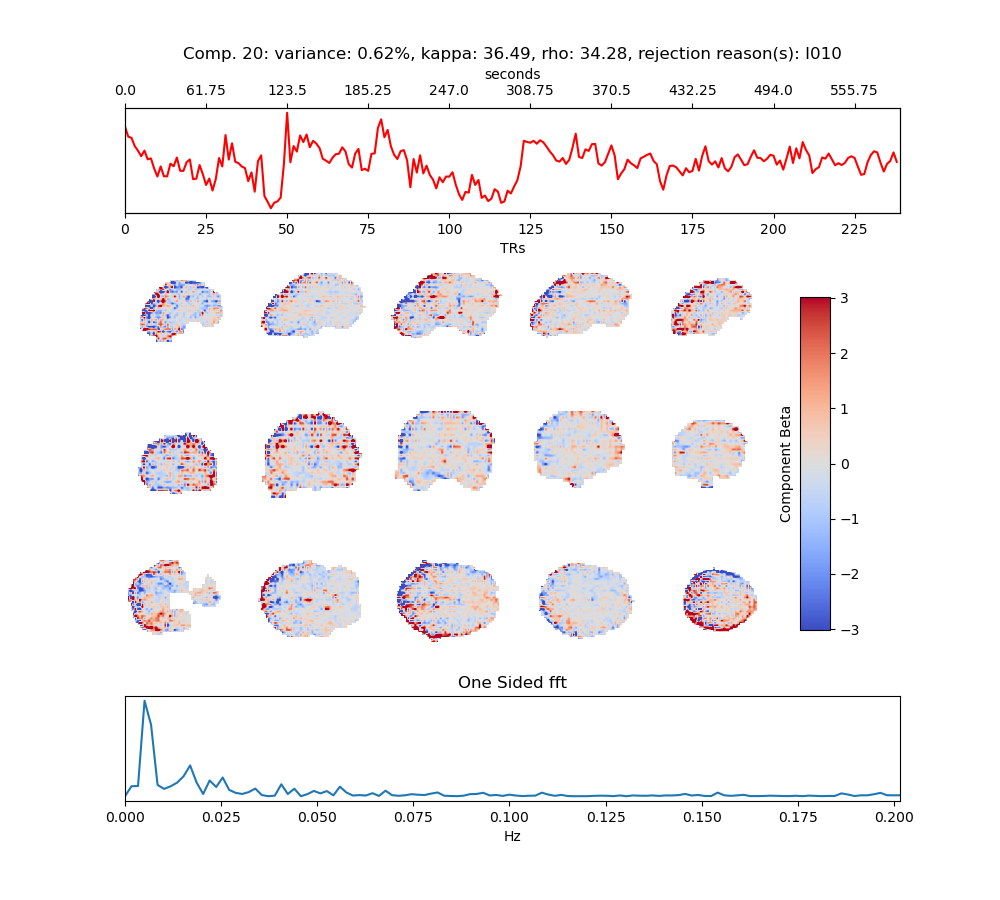 Comp. 20: variance: 0.62%, kappa: 36.49, rho: 34.28, rejection reason(s): I010
seconds
0.0 61.75 123.5 185.25 247.0 308.75 370.5 432.25 494.0 555.75
0 25 50 75 100 125 150 175 200 225
TRs
3
2
1
0
−1
−2
−3
Component Beta
One Sided fft
0.000 0.025 0.050 0.075 0.100 0.125 0.150 0.175 0.200
Hz